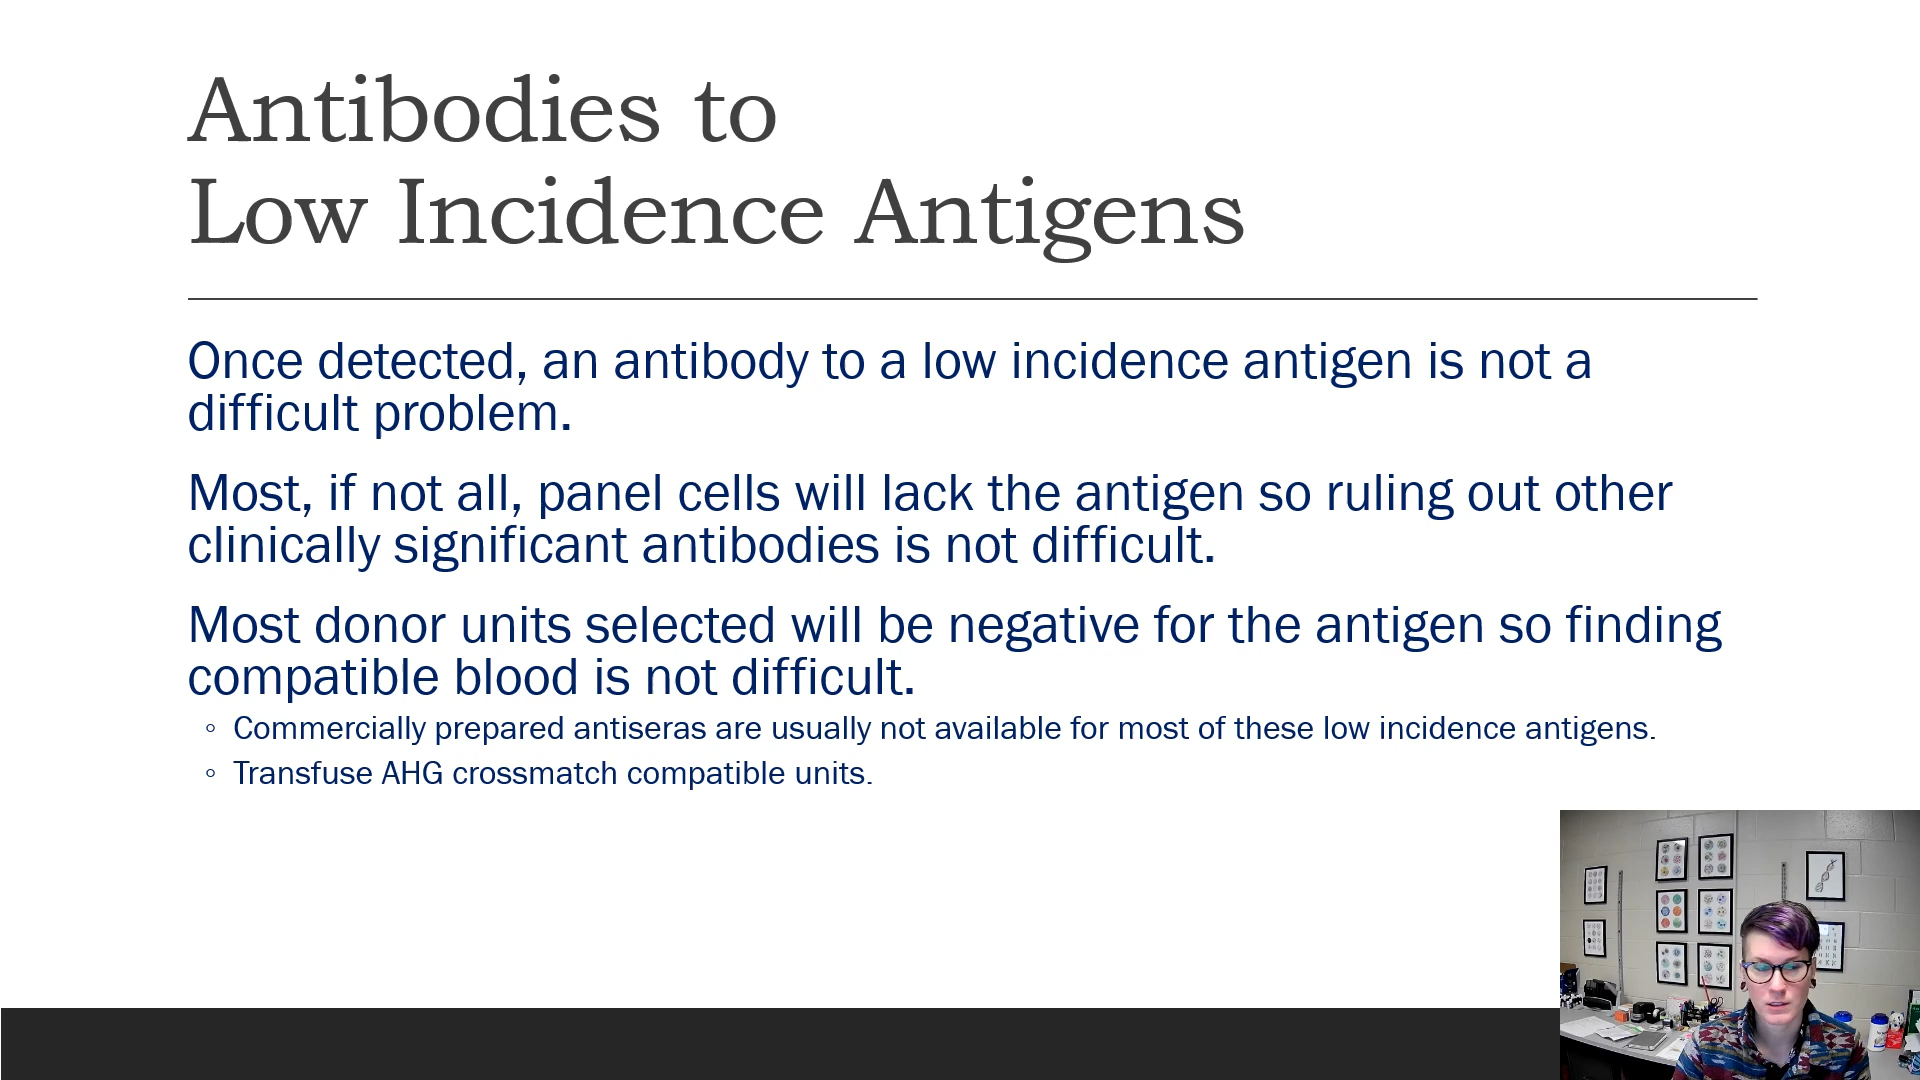 Antibodies to
Low Incidence Antigens
Once detected, an antibody to a low incidence antigen is not a
difficult problem.
Most, if not all, panel cells will lack the antigen so ruling out other
clinically significant antibodies is not difficult.
Most donor units selected will be negative for the antigen so finding
compatible blood is not difficult.
◦ Commercially prepared antiseras are usually not available for most of these low incidence antigens.
◦ Transfuse AHG crossmatch compatible units.